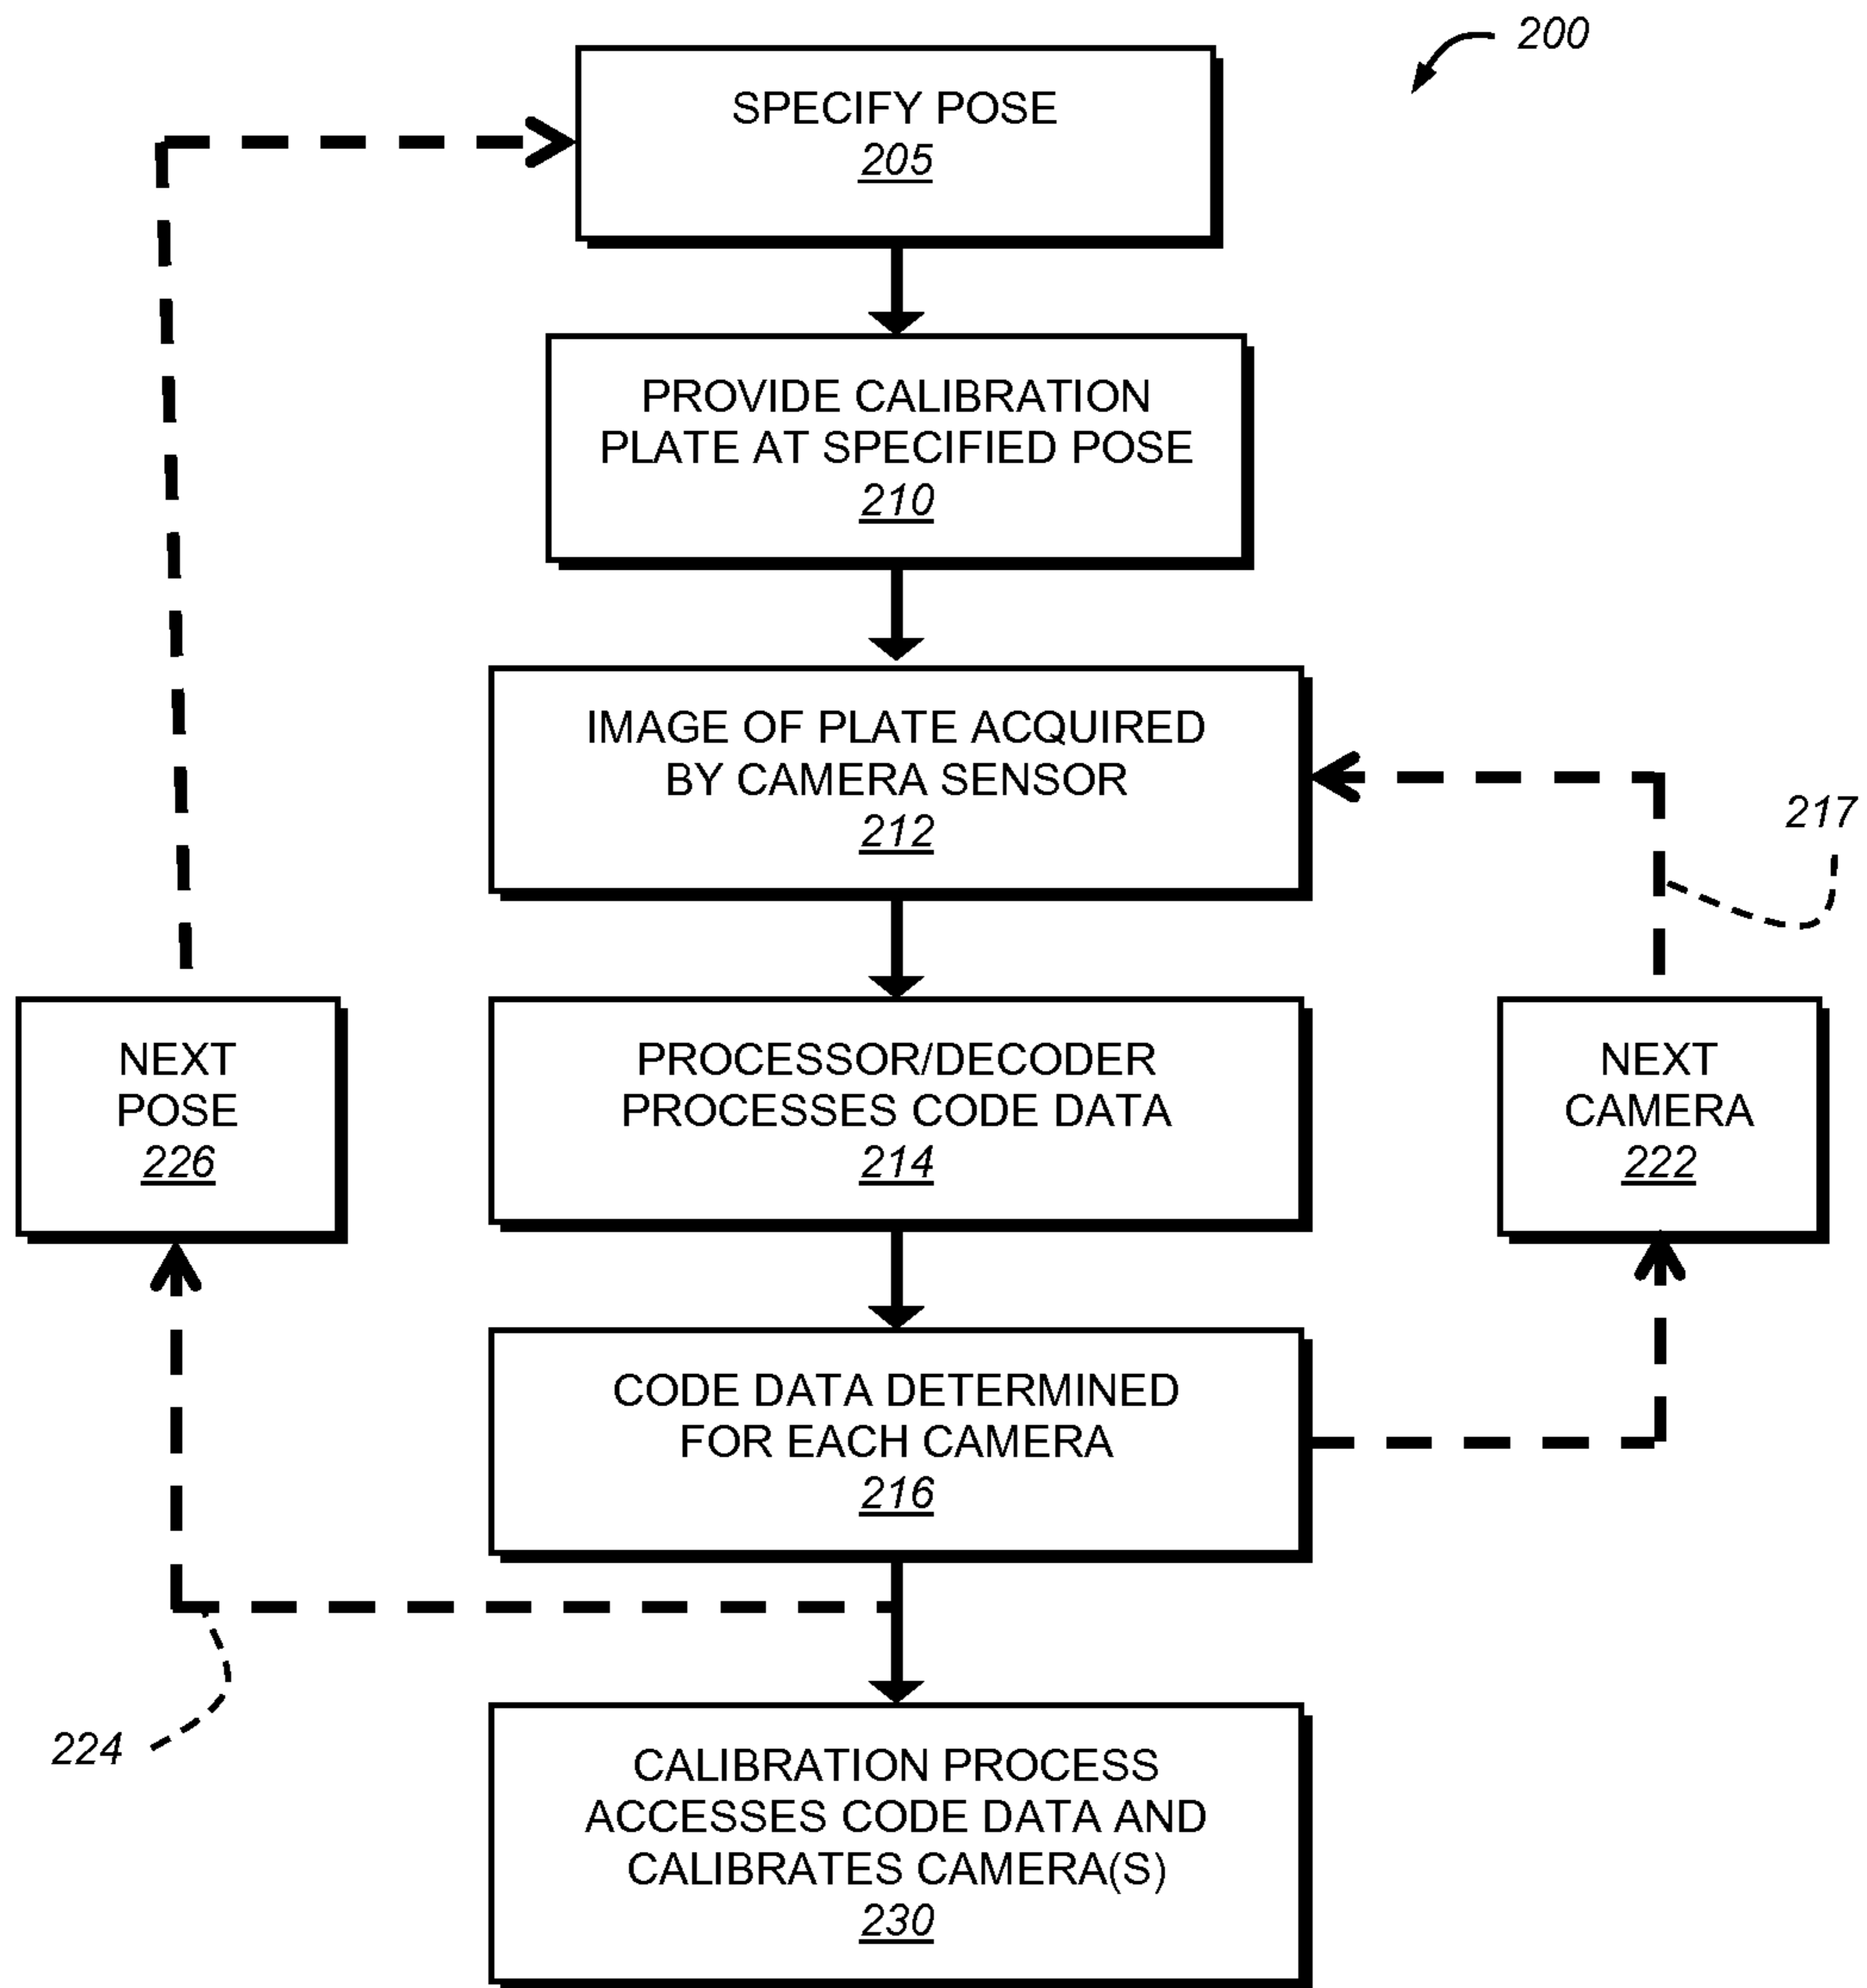 200
SPECIFY POSE
205
PROVIDE CALIBRATION
PLATE AT SPECIFIED POSE
210
IMAGE OF PLATE ACQUIRED
BY CAMERA SENSOR
212
217
NEXT
POSE
226
PROCESSOR/DECODER
PROCESSES CODE DATA
214
NEXT
CAMERA
222
CODE DATA DETERMINED
FOR EACH CAMERA
216
224
CALIBRATION PROCESS
ACCESSES CODE DATA AND
CALIBRATES CAMERA(S)
230